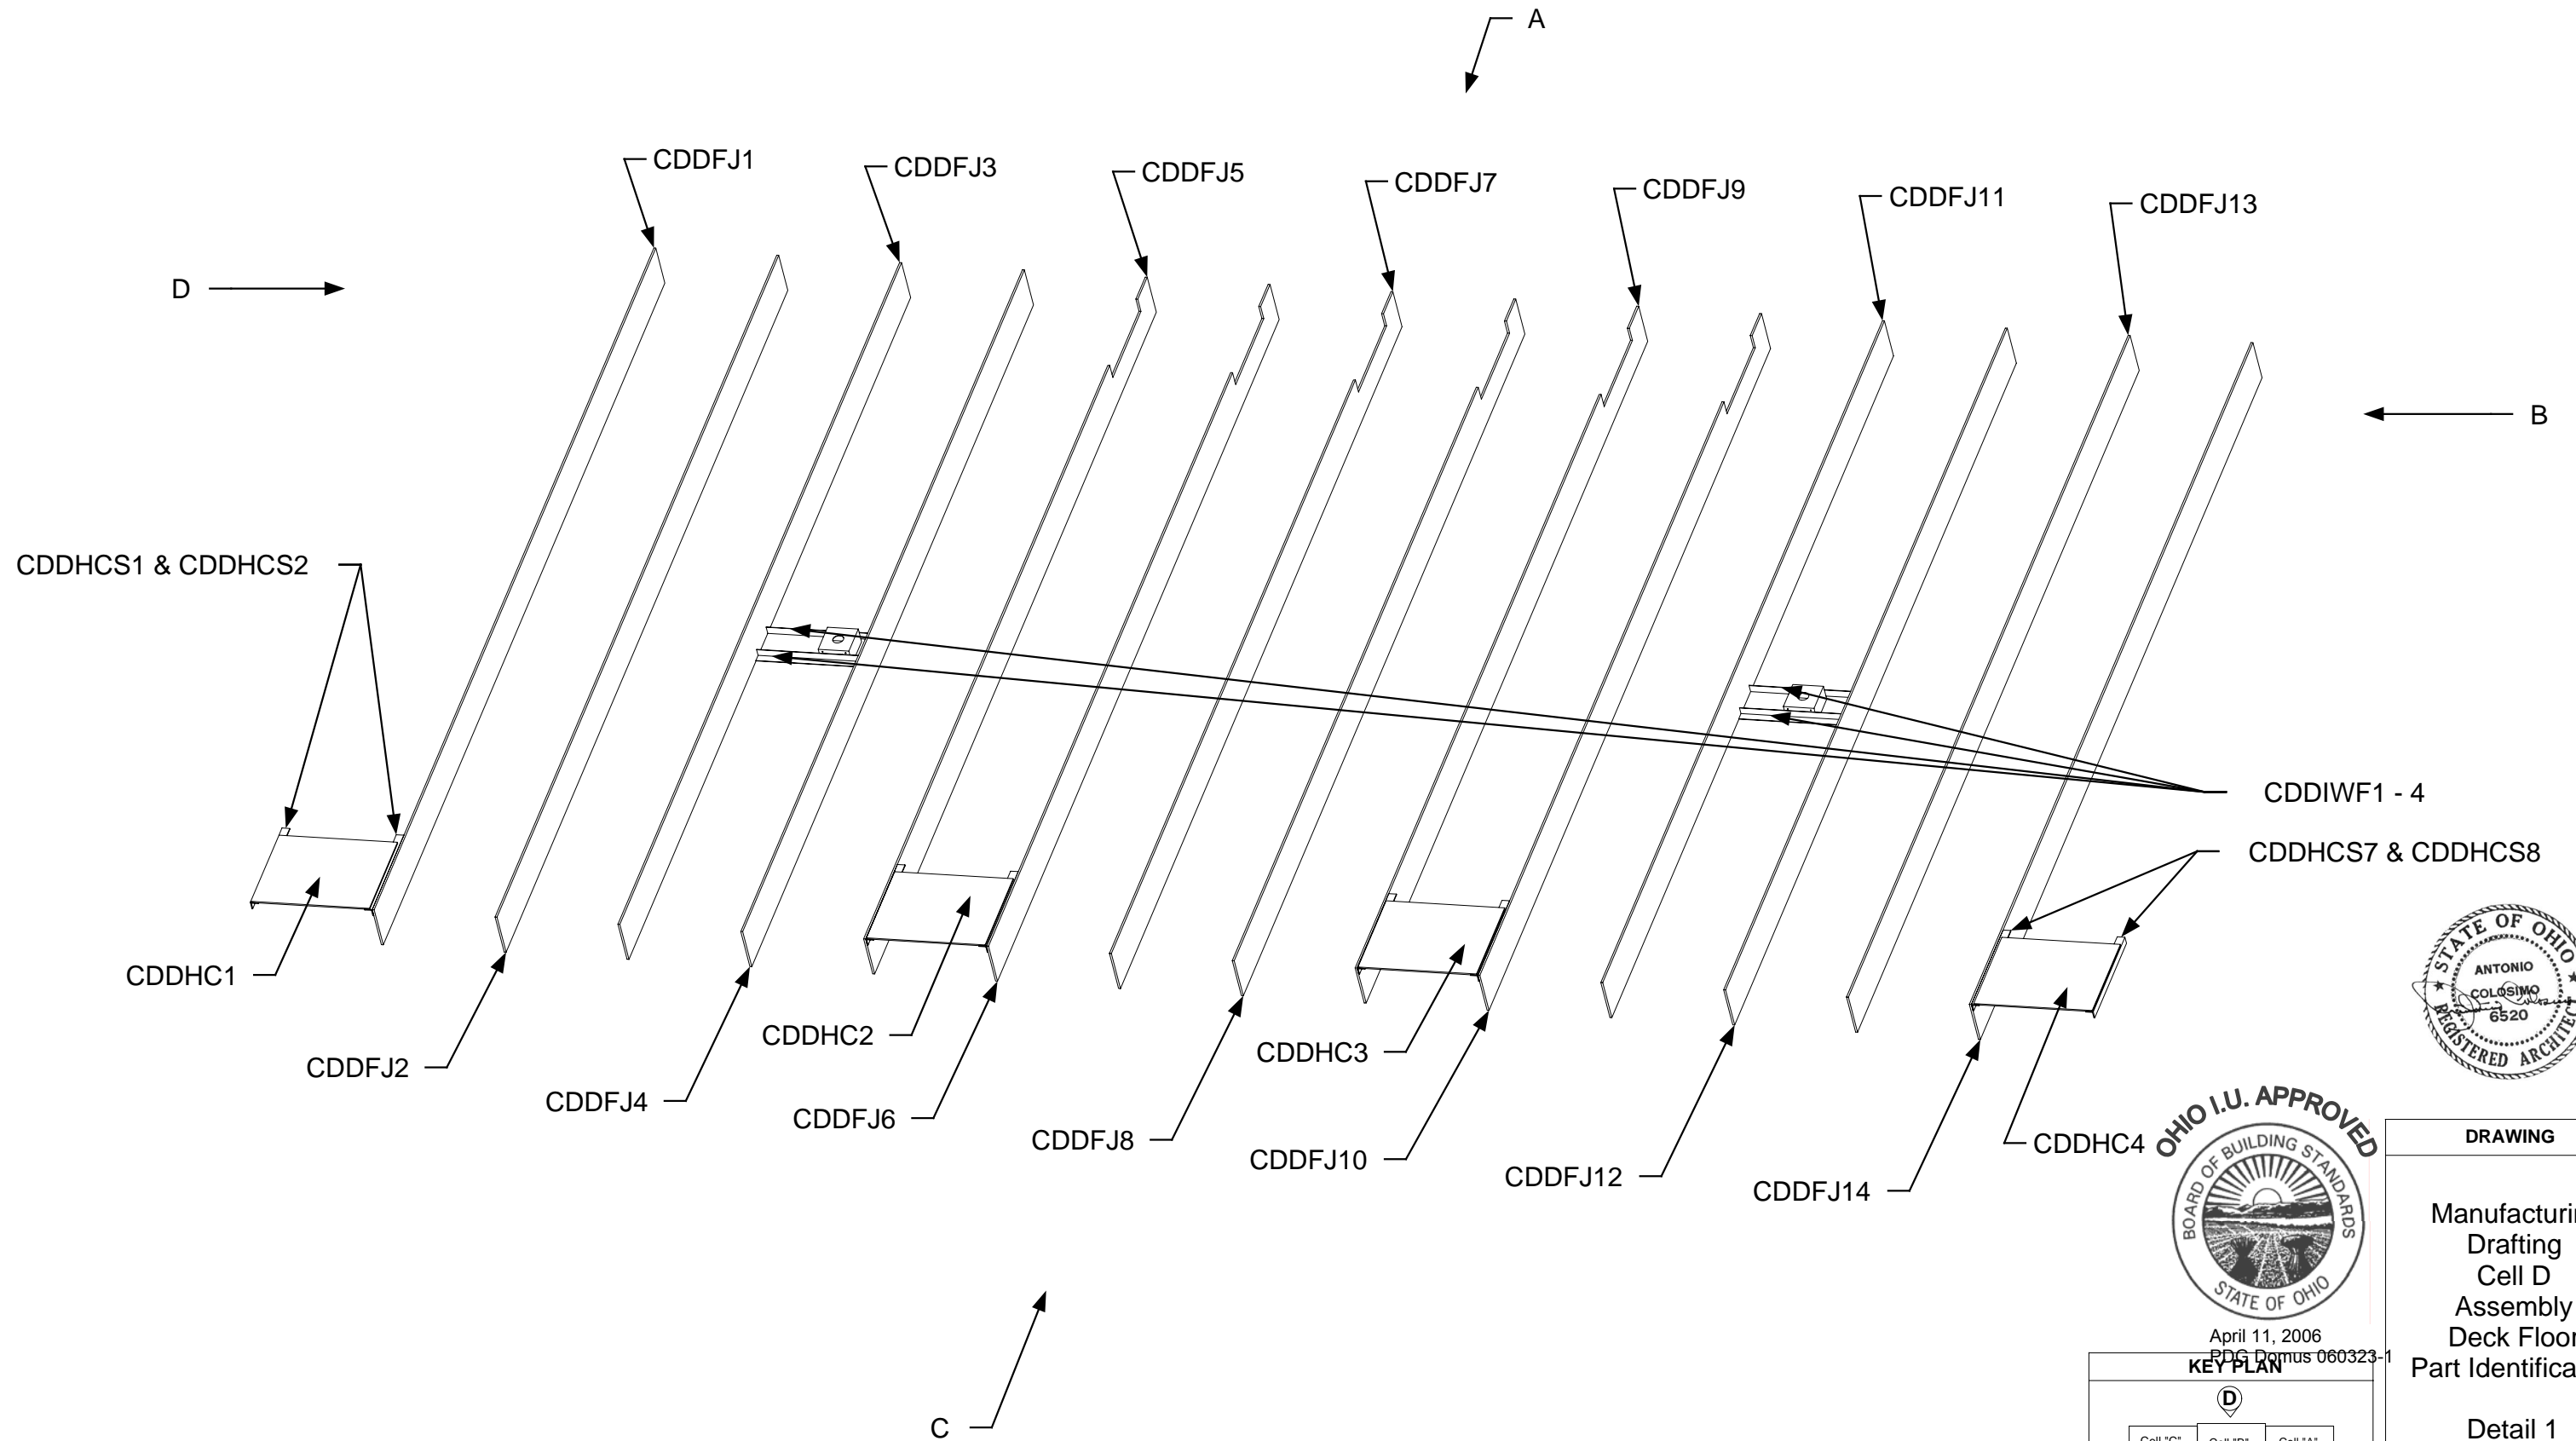 A
CDDFJ1
CDDFJ3
CDDFJ5
CDDFJ7
CDDFJ9
CDDFJ11
CDDFJ13
D
B
CDDHCS1 & CDDHCS2
CDDIWF1 - 4
CDDHCS7 & CDDHCS8
CDDHC1
CDDHC2
CDDHC3
CDDHC4
CDDFJ2
CDDFJ4
CDDFJ6
CDDFJ8
CDDFJ10
CDDFJ12
CDDFJ14
C
STATE OF OHIO
ANTONIO
COLOSIMO
6520
REGISTERED ARCHITECT
OHIO I.U. APPROVED
BOARD OF BUILDING STANDARDS
STATE OF OHIO
April 11, 2006
PDG Domus 060323-1
KEY PLAN
D
DRAWING
Drafting
Cell D
Assembly
Deck Floor
Part
Detail 1